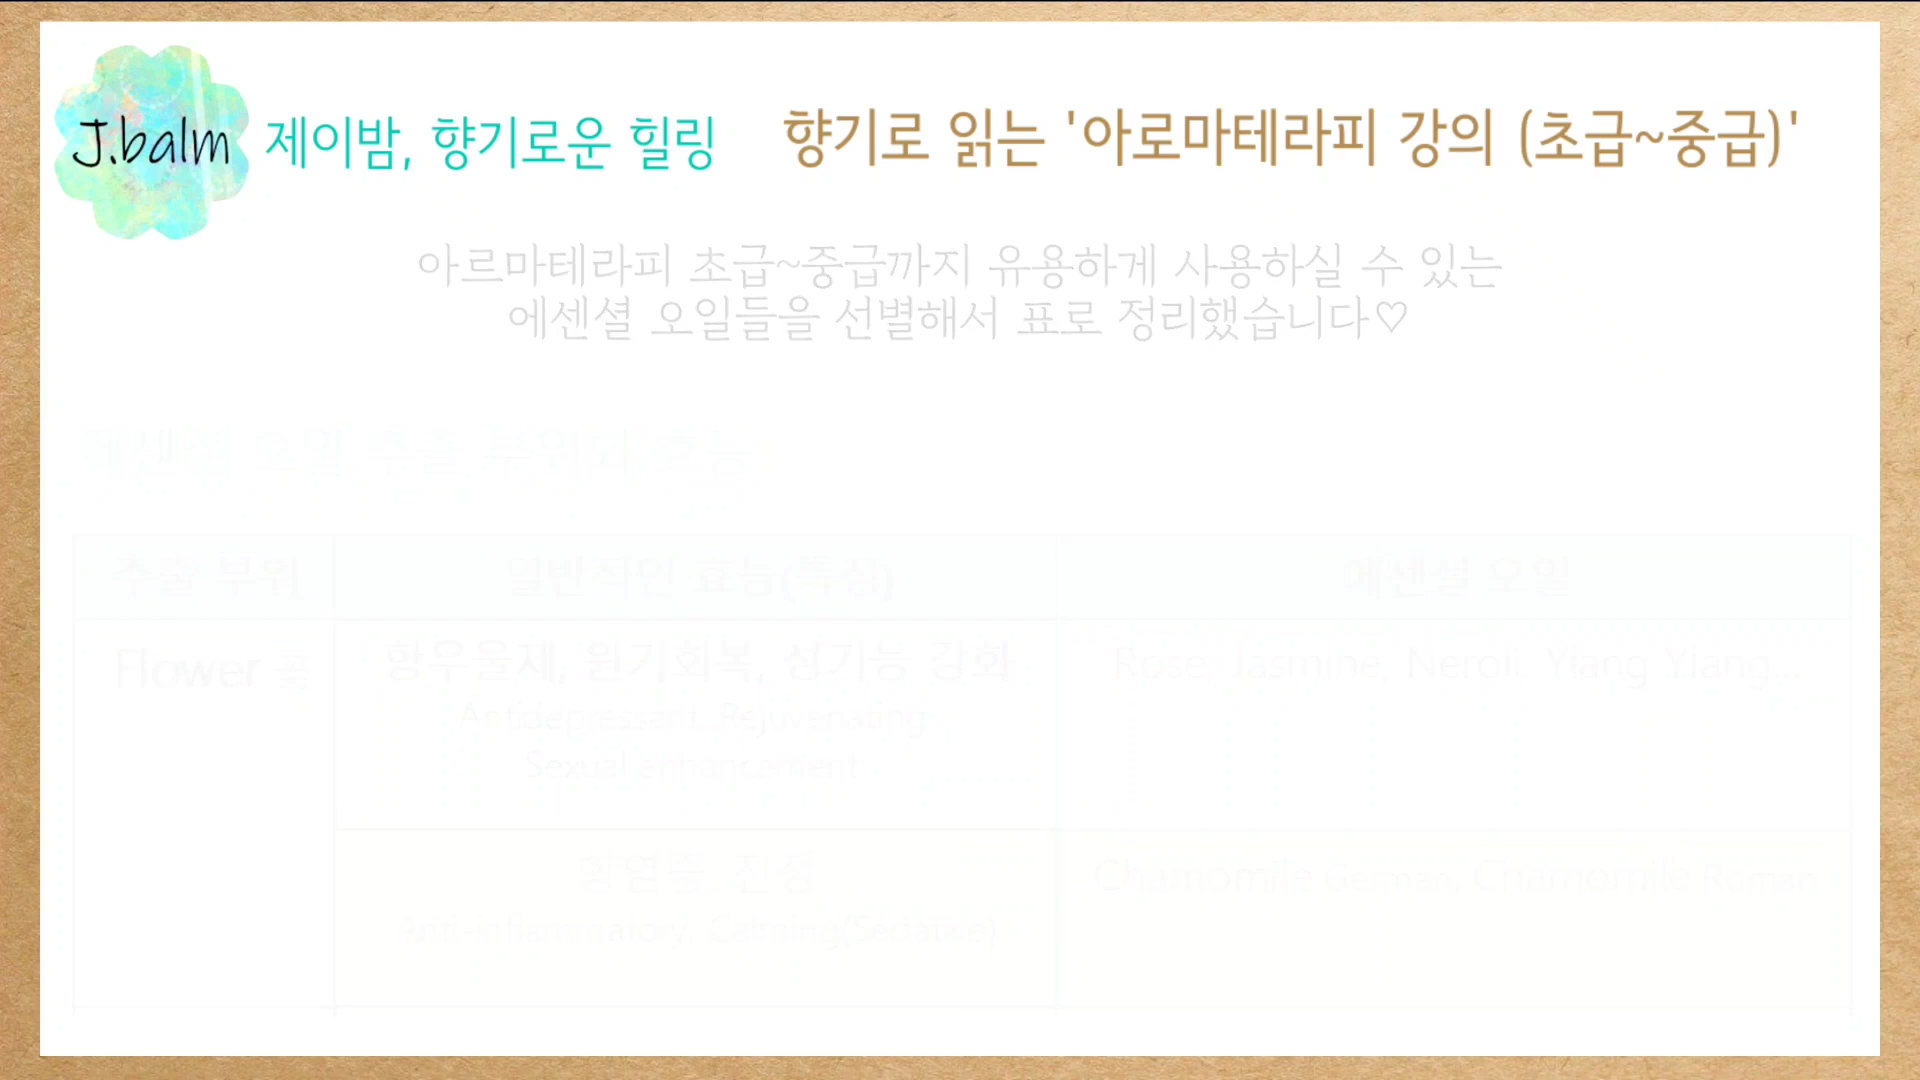 J.balm 제이밤, 향기로운 힐링 향기로 읽는 '아로마테라피 강의 (초급~중급)'
아르마테라피 초급~중급까지 유용하게 사용하실 수 있는
에센셜 오일들을 선별해서 표로 정리했습니다♡
에센셜 오일 추출 부위와 효능
추출 부위 일반적인 효능(특징) 에센셜 오일
Flower 꽃 항우울제, 원기회복, 성기능 강화 Rose, Jasmine, Neroli, Ylang Ylang...
Antidepressant, Rejuvenating
Sexual enhancement
항염증, 진정 Chamomile German, Chamomile Roman
Anti-inflammatory, Calming